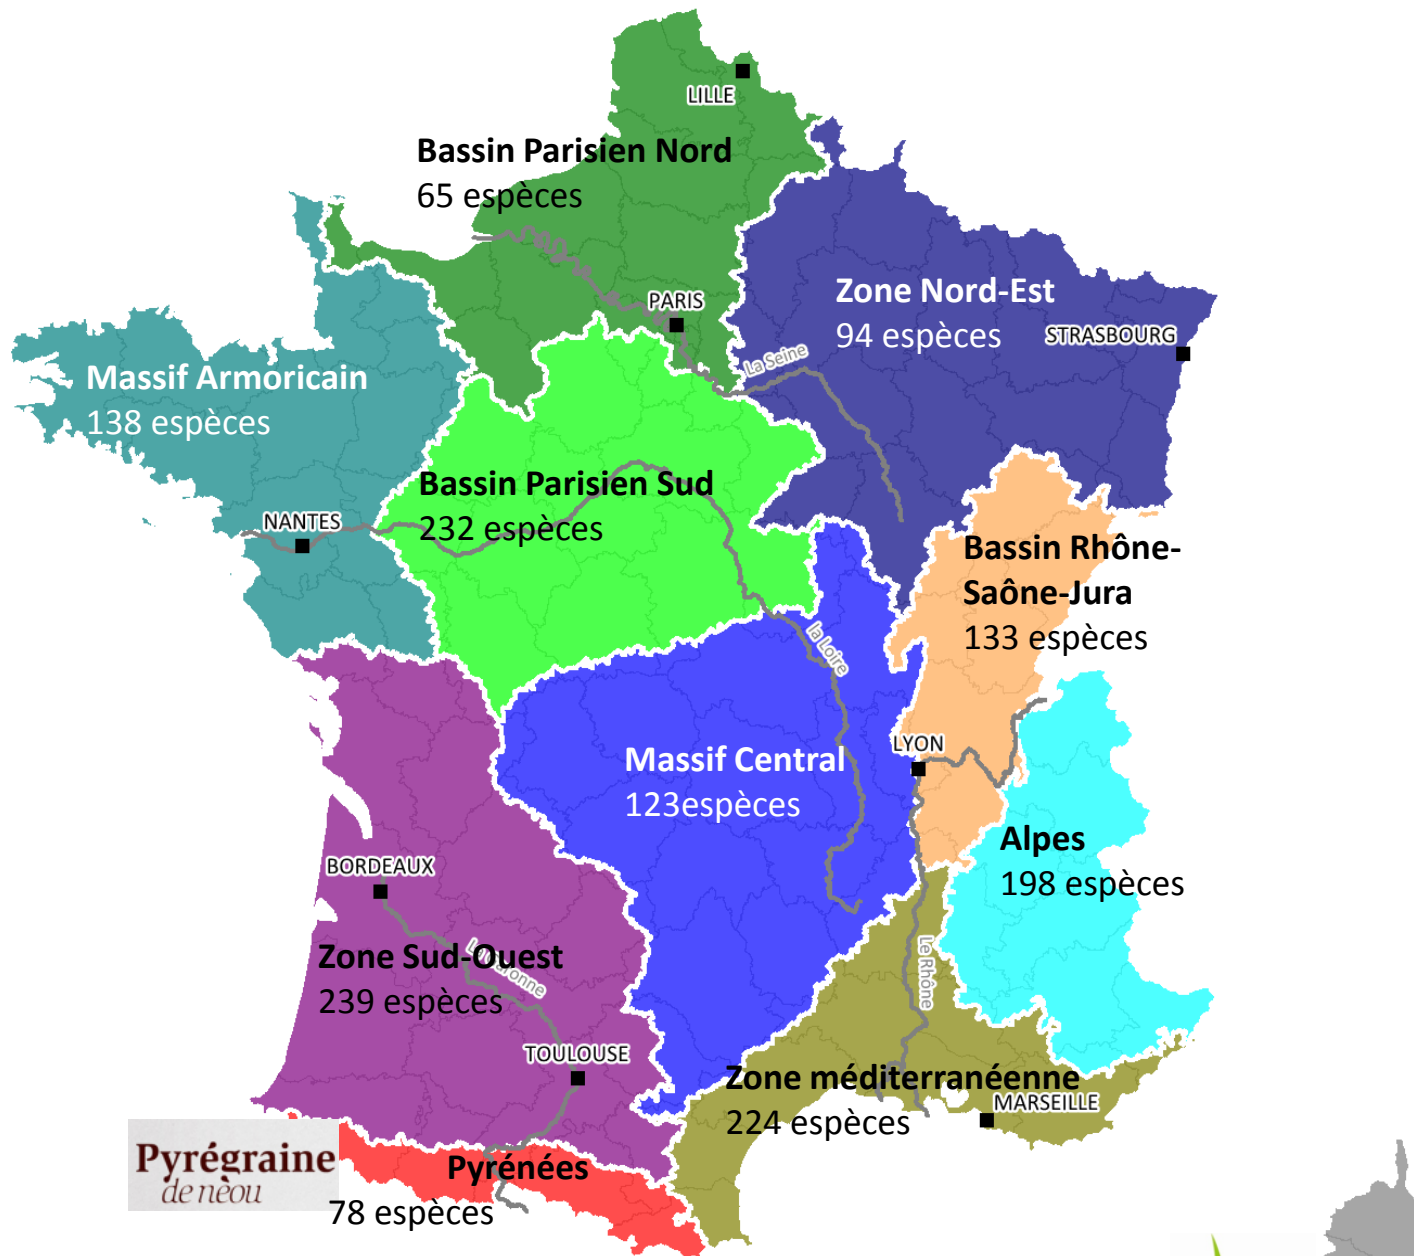 LILLE
Bassin Parisien Nord
65 espèces
Zone Nord-Est
94 espèces
PARIS
STRASBOURG
La Seine
Massif Armoricain
138 espèces
Bassin Parisien Sud
232 espèces
NANTES
Bassin Rhône-
Saône-Jura
133 espèces
la Loire
LYON
Massif Central
123espèces
Alpes
198 espèces
BORDEAUX
Zone Sud-Ouest
239 espèces
Le Rhône
TOULOUSE
Zone méditerranéenne
224 espèces
MARSEILLE
Pyrégraine
de nèou
Pyrénées
78 espèces